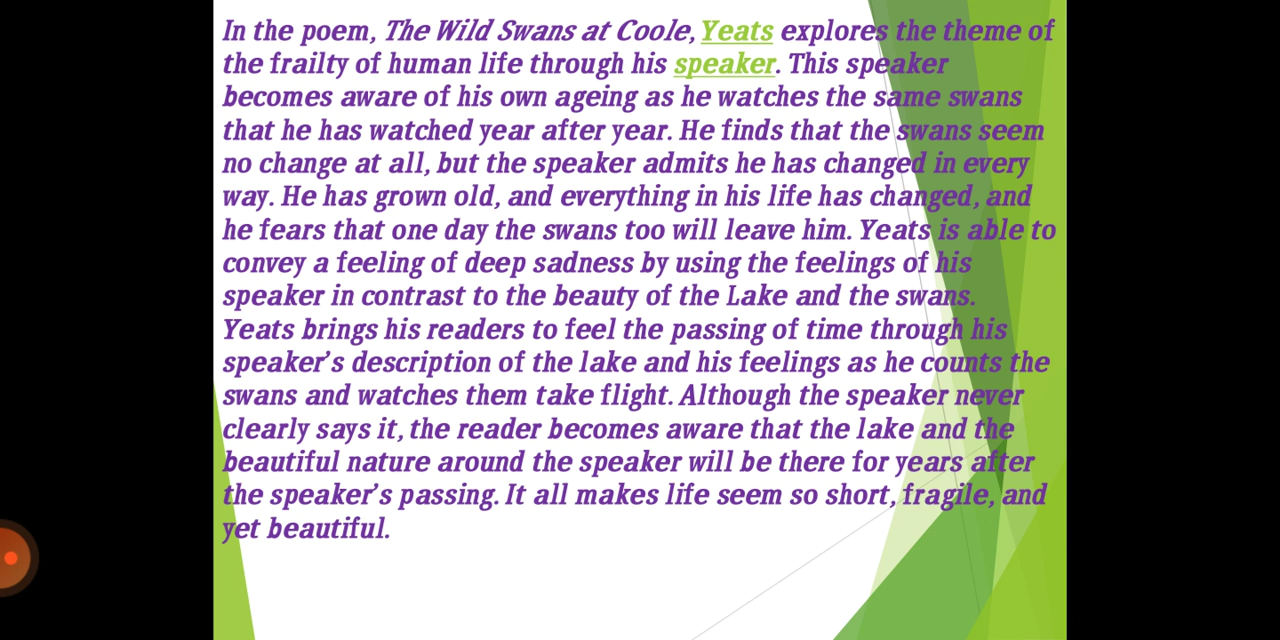 In the poem, The Wild Swans at Coole, Yeats explores the theme of
the frailty of human life through his speaker. This speaker
becomes aware of his own ageing as he watches the same swans
that he has watched year after year. He finds that the swans seem
no change at all, but the speaker admits he has changed in every
way. He has grown old, and everything in his life has changed, and
he fears that one day the swans too will leave him. Yeats is able to
convey a feeling of deep sadness by using the feelings of his
speaker in contrast to the beauty of the Lake and the swans.
Yeats brings his readers to feel the passing of time through his
speaker’s description of the lake and his feelings as he counts the
swans and watches them take flight. Although the speaker never
clearly says it, the reader becomes aware that the lake and the
beautiful nature around the speaker will be there for years after
the speaker’s passing. It all makes life seem so short, fragile, and
yet beautiful.